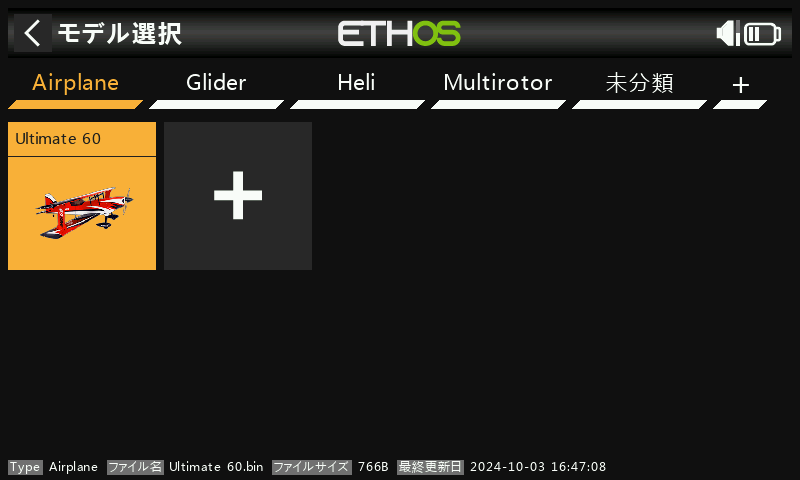 モデル選択 ETHOS
Airplane Glider Heli Multirotor 未分類 +
Ultimate 60
Type Airplane ファイル名 Ultimate 60.bin ファイルサイズ 766B 最終更新日 2024-10-03 16:47:08